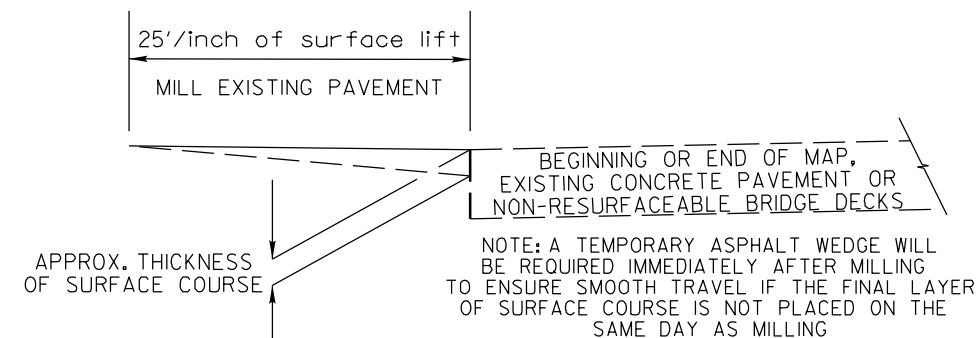 25'/inch of surface lift
MILL EXISTING PAVEMENT
BEGINNING OR END OF MAP,
EXISTING CONCRETE PAVEMENT OR
NON-RESURFACEABLE BRIDGE DECKS
APPROX. THICKNESS
OF SURFACE COURSE
NOTE: A TEMPORARY ASPHALT WEDGE WILL
BE REQUIRED IMMEDIATELY AFTER MILLING
TO ENSURE SMOOTH TRAVEL IF THE FINAL LAYER
OF SURFACE COURSE IS NOT PLACED ON THE
SAME DAY AS MILLING